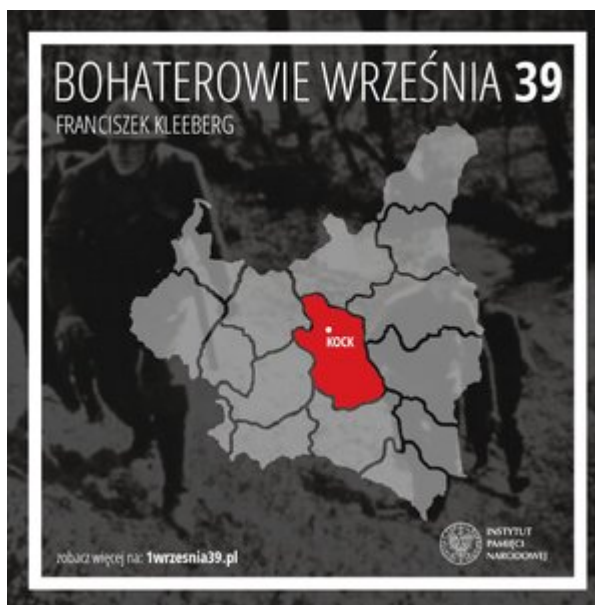 BOHATEROWIE WRZEŚNIA 39
FRANCISZEK KLEEBERG
KOCK
zobacz więcej na: 1wrzesnia39.pl
INSTYTUT
PAMIĘCI
NARODOWEJ